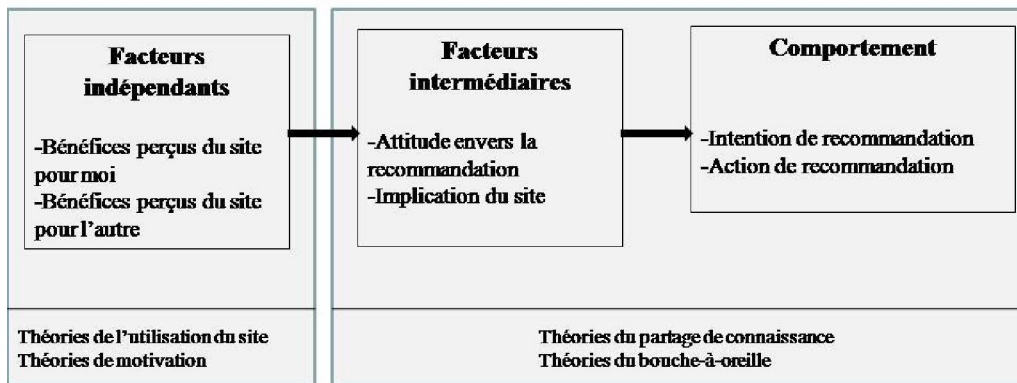 Facteurs
indépendants
-Bénéfices perçus du site
pour moi
-Bénéfices perçus du site
pour l'autre
Facteurs
intermédiaires
-Attitude envers la
recommandation
-Implication du site
Comportement
-Intention de recommandation
-Action de recommandation
Théories de l'utilisation du site
Théories de motivation
Théories du partage de connaissance
Théories du bouche-à-oreille